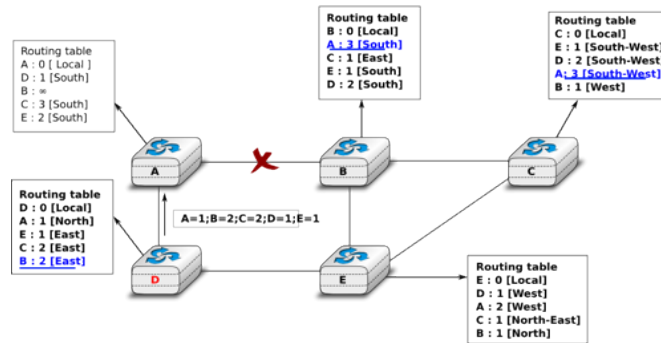 Routing table
A : 0 [ Local ]
D : 1 [South]
B : ∞
C : 3 [South]
E : 2 [South]
Routing table
B : 0 [Local]
A : 3 [South]
C : 1 [East]
E : 1 [South]
D : 2 [South]
Routing table
C : 0 [Local]
E : 1 [South-West]
D : 2 [South-West]
A: 3 [South-West]
B : 1 [West]
A
B
C
Routing table
D : 0 [Local]
A : 1 [North]
E : 1 [East]
C : 2 [East]
B : 2 [East]
A=1;B=2;C=2;D=1;E=1
D
E
Routing table
E : 0 [Local]
D : 1 [West]
A : 2 [West]
C : 1 [North-East]
B : 1 [North]